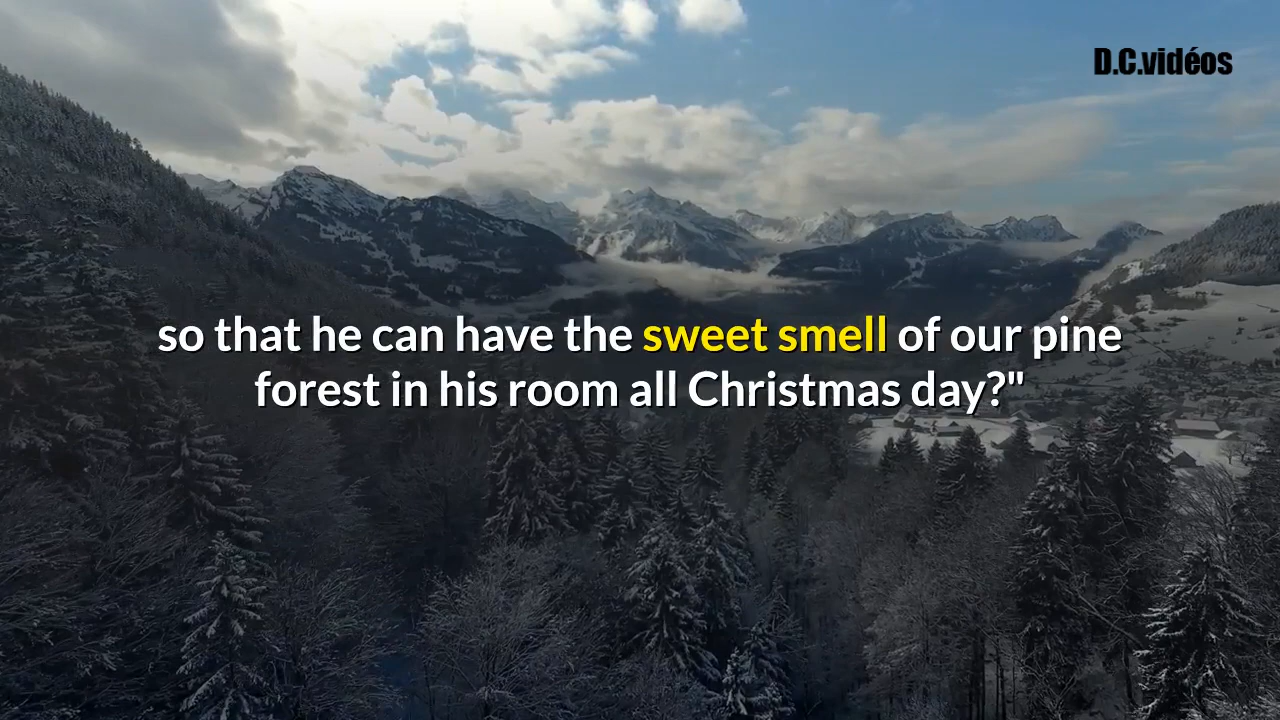 D.C.vidéos
so that he can have the sweet smell of our pine
forest in his room all Christmas day?"